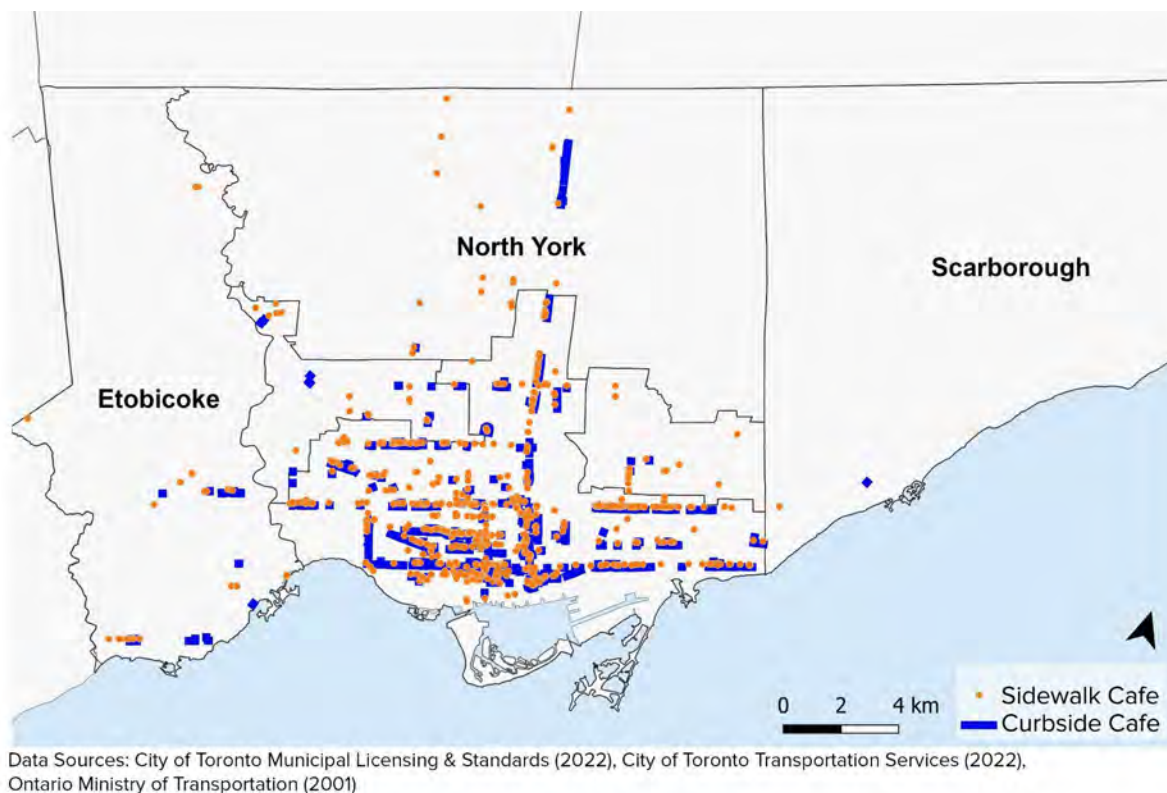 North York
Scarborough
Etobicoke
Sidewalk Cafe
0 2 4 km
Curbside Cafe
Data Sources: City of Toronto Municipal Licensing & Standards (2022), City of Toronto Transportation Services (2022),
Ontario Ministry of Transportation (2001)